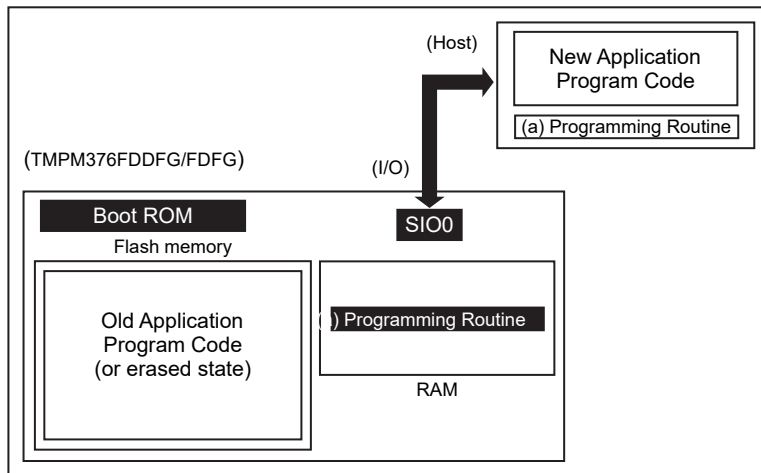 (Host)
New Application
Program Code
(a) Programming Routine
(TMPM376FDDFG/FDFG)
(I/O)
Boot ROM
SIO0
Flash memory
Old Application
Program Code
(or erased state)
(a) Programming Routine
RAM